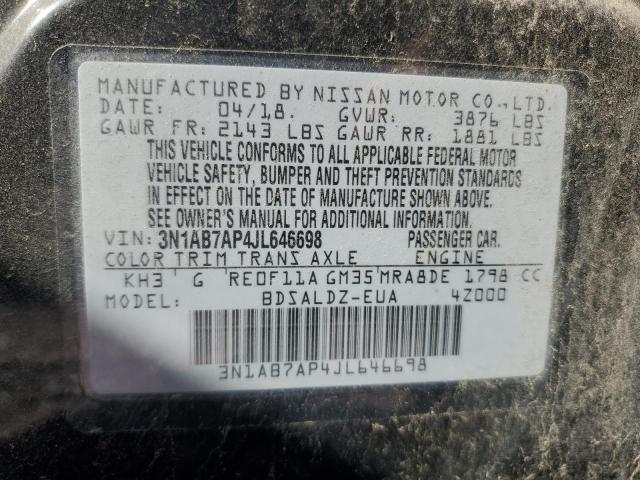 MANUFACTURED BY NISSAN MOTOR CO.,LTD.
DATE: 04/18. GVWR: 3876 LBS
GAWR FR: 2143 LBS GAWR RR: 1881 LBS
THIS VEHICLE CONFORMS TO ALL APPLICABLE FEDERAL MOTOR
VEHICLE SAFETY, BUMPER AND THEFT PREVENTION STANDARDS
IN EFFECT ON THE DATE OF MANUFACTURE SHOWN ABOVE.
SEE OWNER'S MANUAL FOR ADDITIONAL INFORMATION.
VIN: 3N1AB7AP4JL646698 PASSENGER CAR.
COLOR TRIM TRANS AXLE ENGINE
KH3 G RE0F11A GM35 MRA8DE 1798 CC
MODEL: BDSALDZ-EUA 4Z000
3N1AB7AP4JL646698